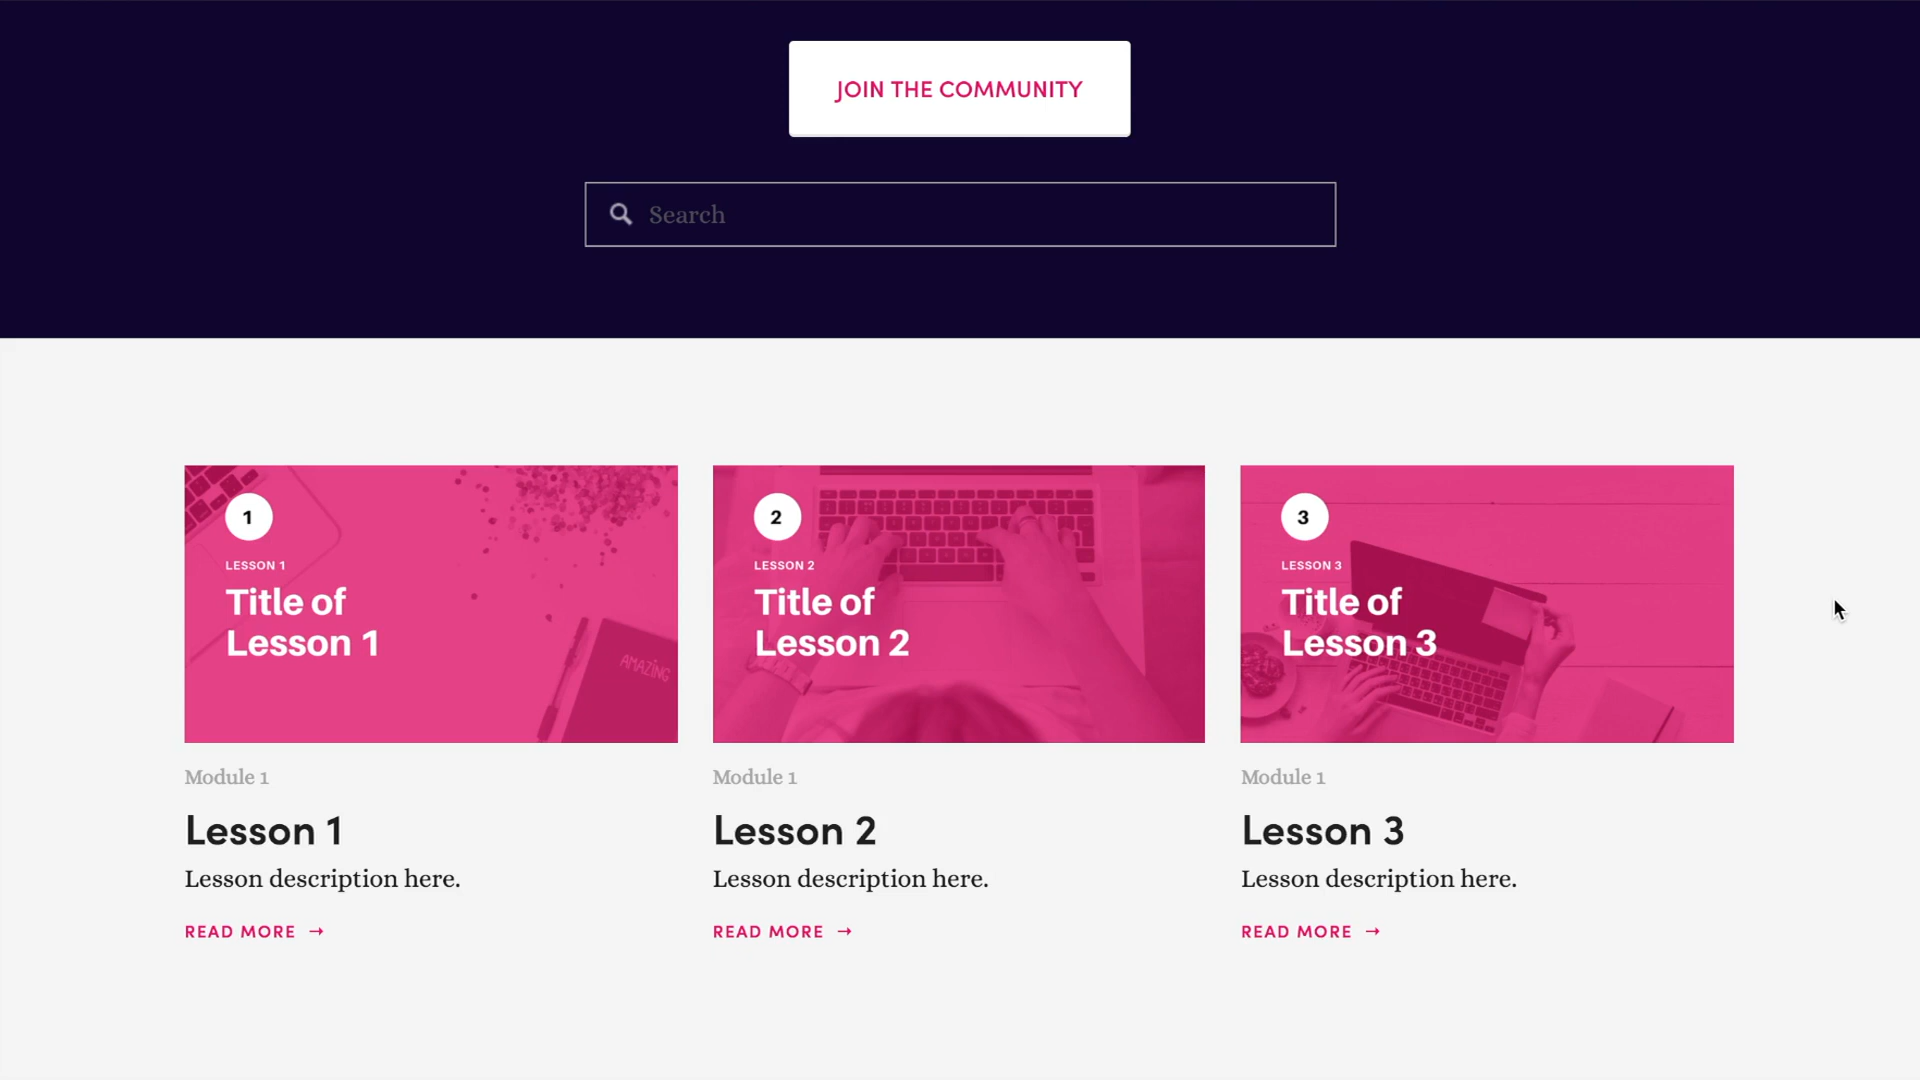 JOIN THE COMMUNITY
Search
1
LESSON 1
Title of
Lesson 1
AMAZING
2
LESSON 2
Title of
Lesson 2
3
LESSON 3
Title of
Lesson 3
Module 1
Lesson 1
Lesson description here.
READ MORE →
Module 1
Lesson 2
Lesson description here.
READ MORE →
Module 1
Lesson 3
Lesson description here.
READ MORE →